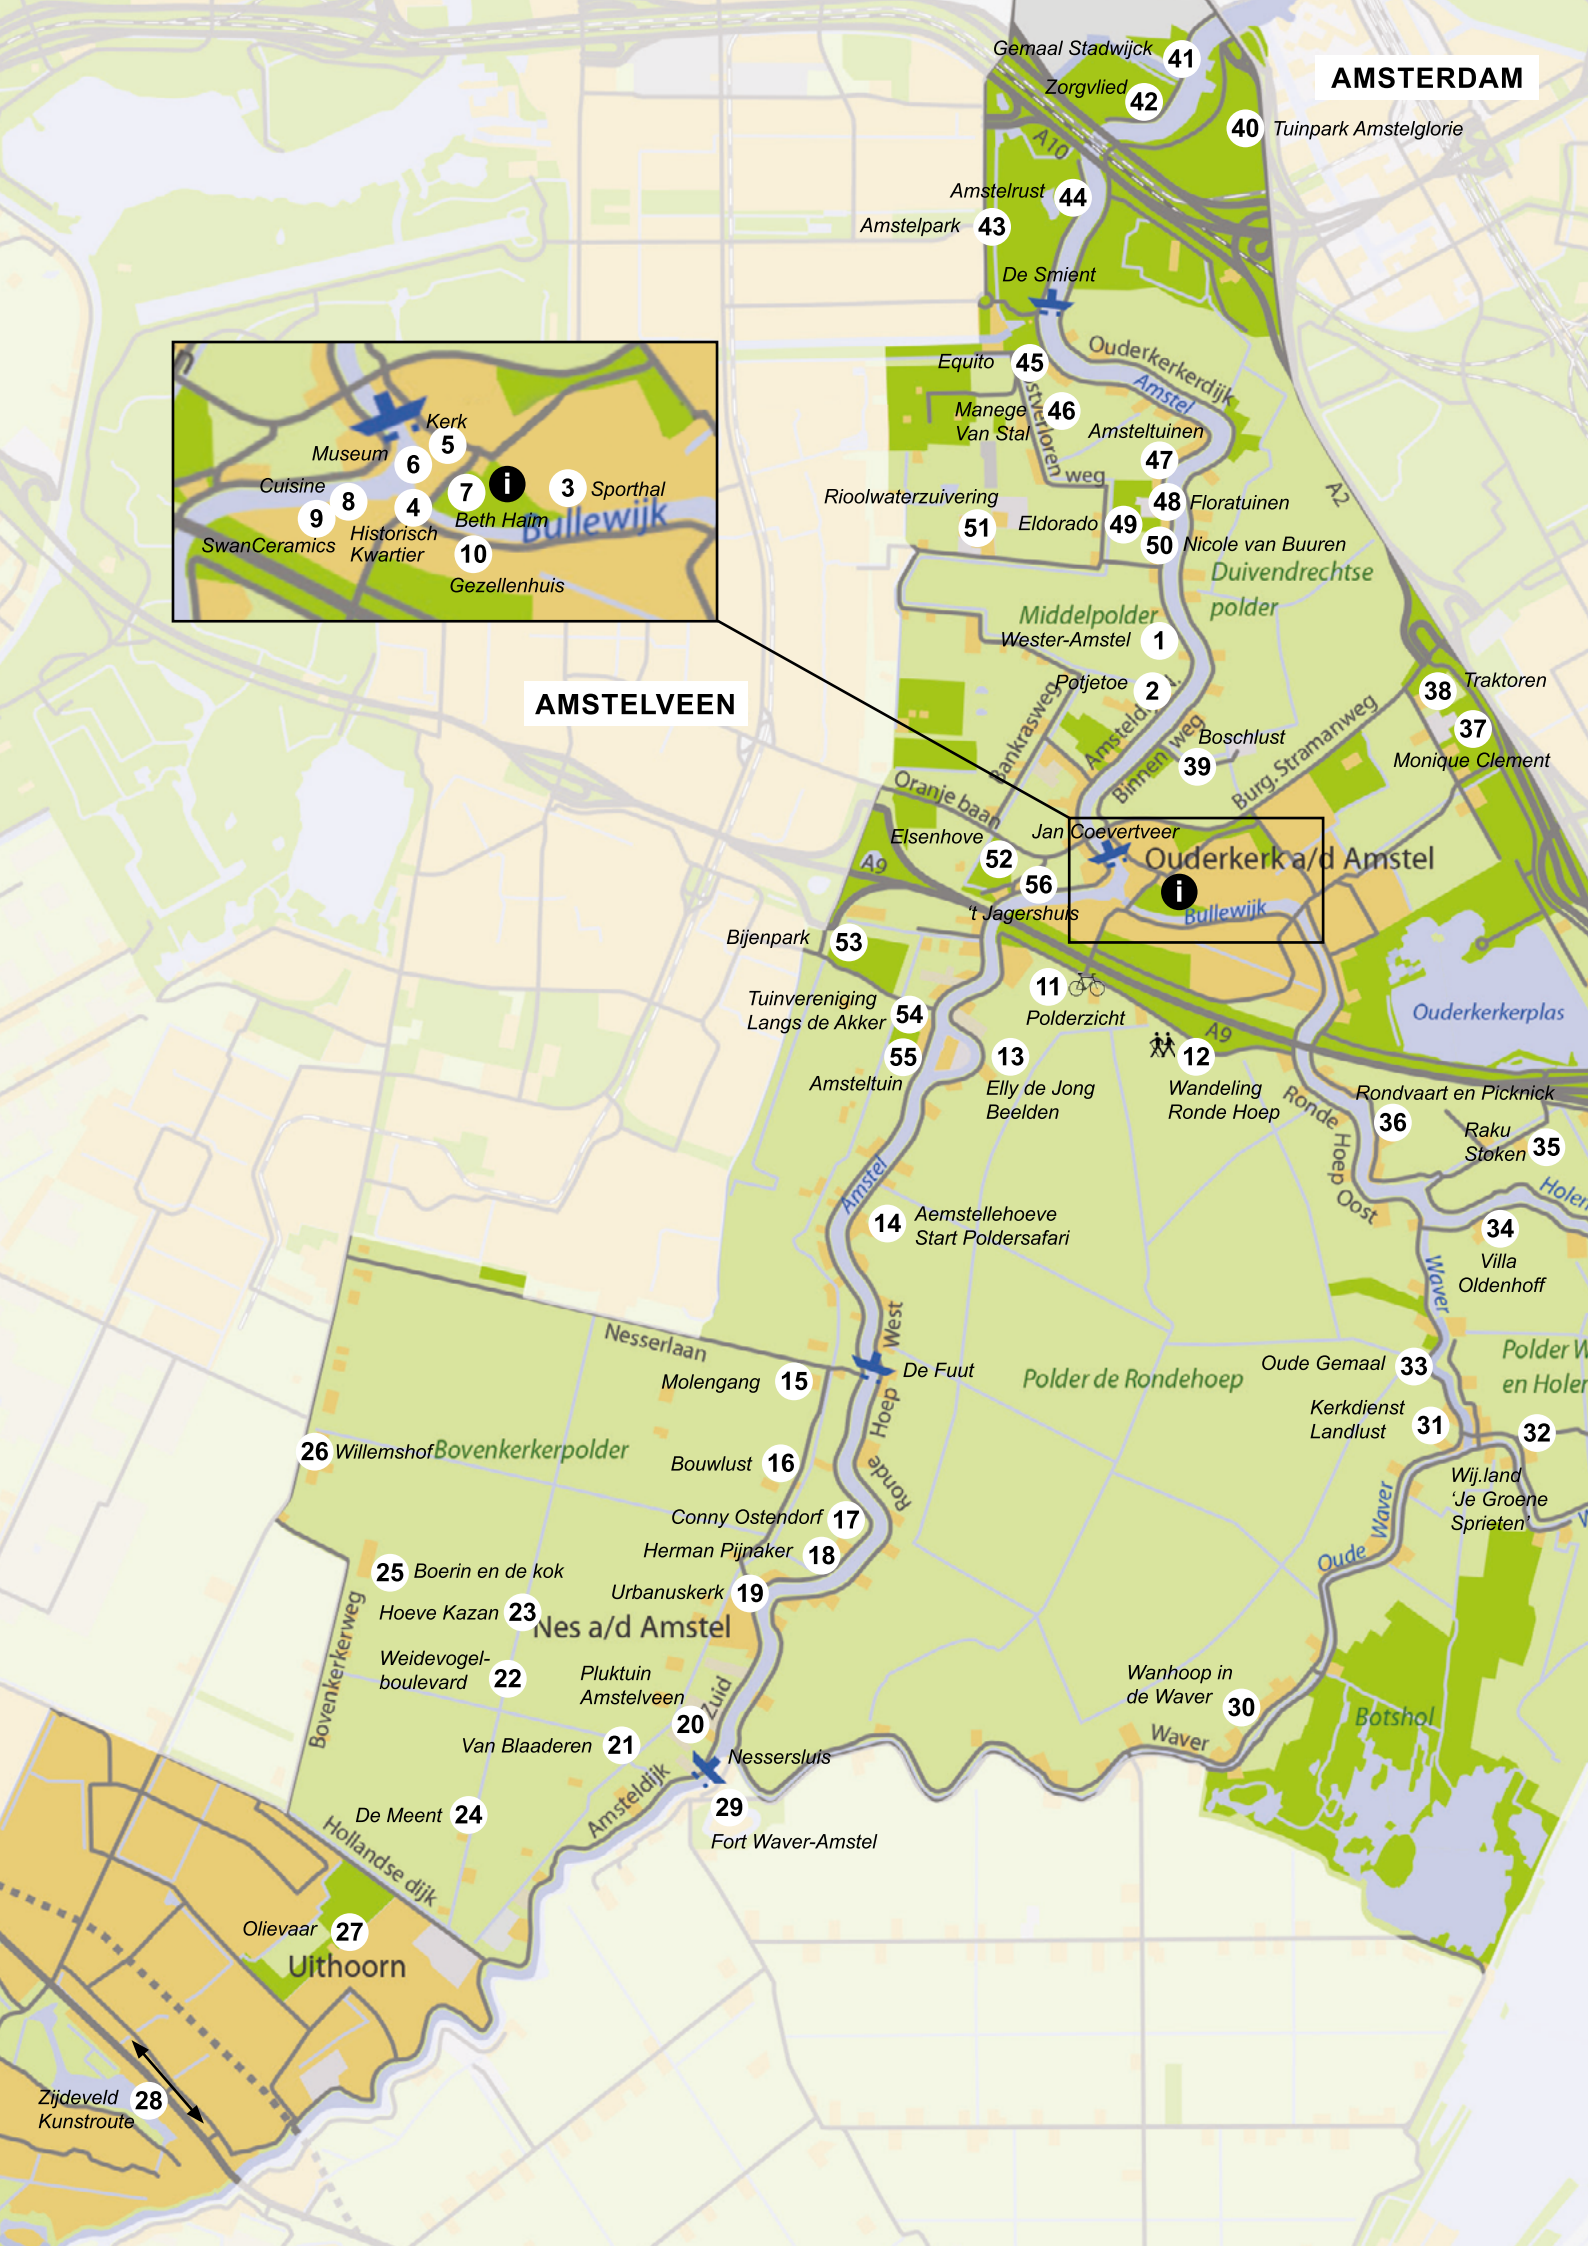 Gemaal Stadwijck
41
AMSTERDAM
Zorgvlied
42
40
Tuinpark Amstelglorie
A10
Amstelrust
44
Amstelpark
43
De Smient
Ouderkerkerdijk
Equito
45
Amstel
Manege
Van Stal
46
Amsteltuinen
47
weg
Rioolwaterzuivering
51
48
Floratuinen
Eldorado
49
50
Nicole van Buuren
A2
Duivendrechtse
polder
Middelpolder
Wester-Amstel
1
Potjetoe
2
38
Traktoren
37
Monique Clement
Boschlust
39
Bankrasweg
Binnen weg
Burg. Stramanweg
Kerk
5
Museum
6
Cuisine
8
7
i
3
Sporthal
9
4
Beth Haim
SwanCeramics
Historisch
Kwartier
Bullewijk
10
Gezellenhuis
AMSTELVEEN
Oranje baan
Elsenhove
52
Jan Coevertveer
A9
56
Ouderkerk a/d Amstel
i
't Jagershuis
Bullewijk
Bijenpark
53
11
Polderzicht
Tuinvereniging
Langs de Akker
54
Ouderkerkerplas
55
Amsteltuin
13
Elly de Jong
Beelden
A9
12
Wandeling
Ronde Hoep
Ronde Hoep Oost
Rondvaart en Picknick
36
Raku
Stoken
35
Amstel
14
Aemstellehoeve
Start Poldersafari
34
Villa
Oldenhoff
Waver
Nesserlaan
Ronde Hoep West
Molengang
15
De Fuut
Polder de Rondehoep
Oude Gemaal
33
Kerkdienst
Landlust
31
32
Wij.land
‘Je Groene
Sprieten’
26
Willemshof
Bovenkerkerpolder
Bouwlust
16
Conny Ostendorf
17
Herman Pijnaker
18
Oude Waver
25
Boerin en de kok
Urbanuskerk
19
Hoeve Kazan
23
Nes a/d Amstel
Bovenkerkerweg
Weidevogel-
boulevard
22
Pluktuin
Amstelveen
20
Zuid
Van Blaaderen
21
Nessersluis
Amsteldijk
Wanhoop in
de Waver
30
Waver
Botshol
De Meent
24
29
Fort Waver-Amstel
Hollandse dijk
Olievaar
27
Uithoorn
Zijdeveld
Kunstroute
28